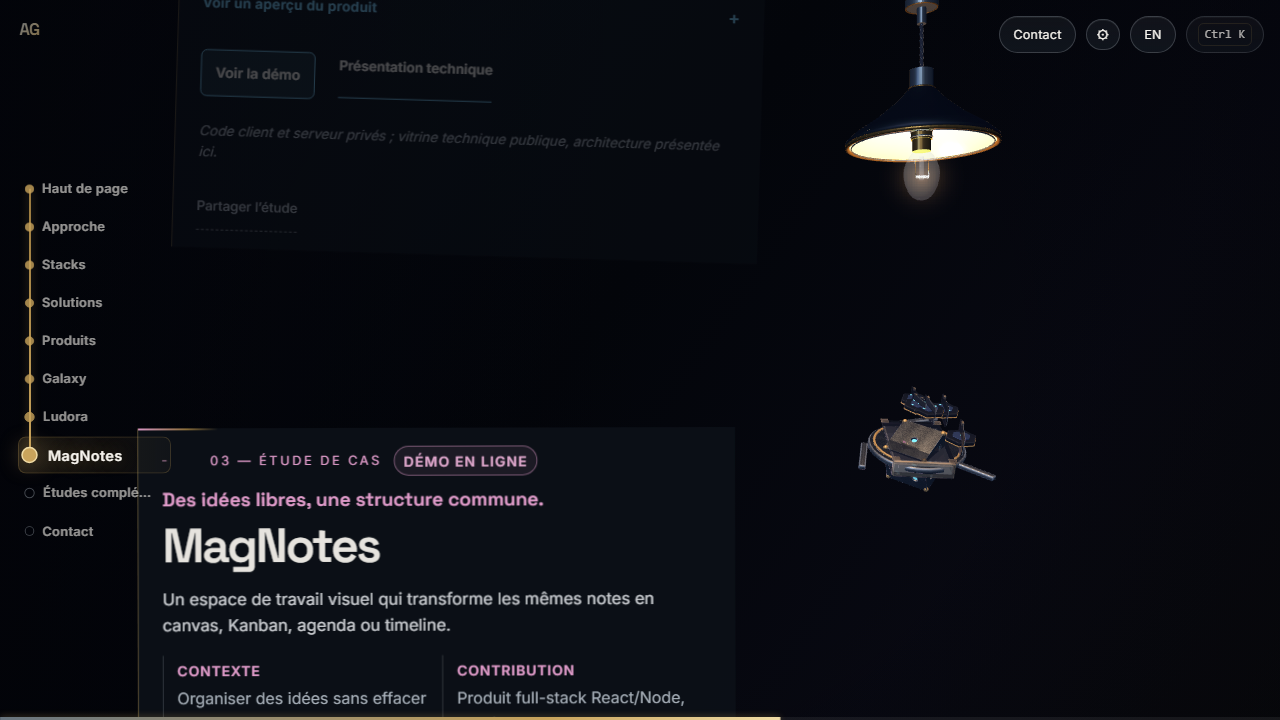 AG
Voir un aperçu du produit
+
Contact
EN
Ctrl K
Voir la démo
Présentation technique
Code client et serveur privés ; vitrine technique publique, architecture présentée
ici.
Partager l'étude
Haut de page
Approche
Stacks
Solutions
Produits
Galaxy
Ludora
MagNotes
Études complé...
Contact
03 — ÉTUDE DE CAS
DÉMO EN LIGNE
Des idées libres, une structure commune.
MagNotes
Un espace de travail visuel qui transforme les mêmes notes en
canvas, Kanban, agenda ou timeline.
CONTEXTE
Organiser des idées sans effacer
CONTRIBUTION
Produit full-stack React/Node,